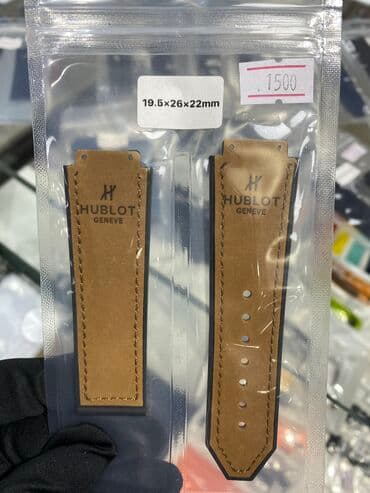 19.5×26×22mm
1500
HUBLOT
GENEVE
HUBLOT
GENEVE